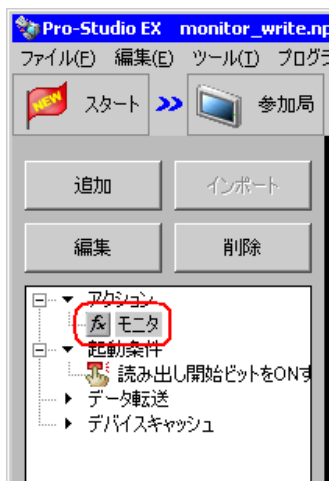 Pro-Studio EX monitor_write.np
ファイル(F) 編集(E) ツール(T) プログラ
NEW スタート 参加局
追加 インポート
編集 削除
アクション
fx モニタ
起動条件
読み出し開始ビットをONす
データ転送
デバイスキャッシュ